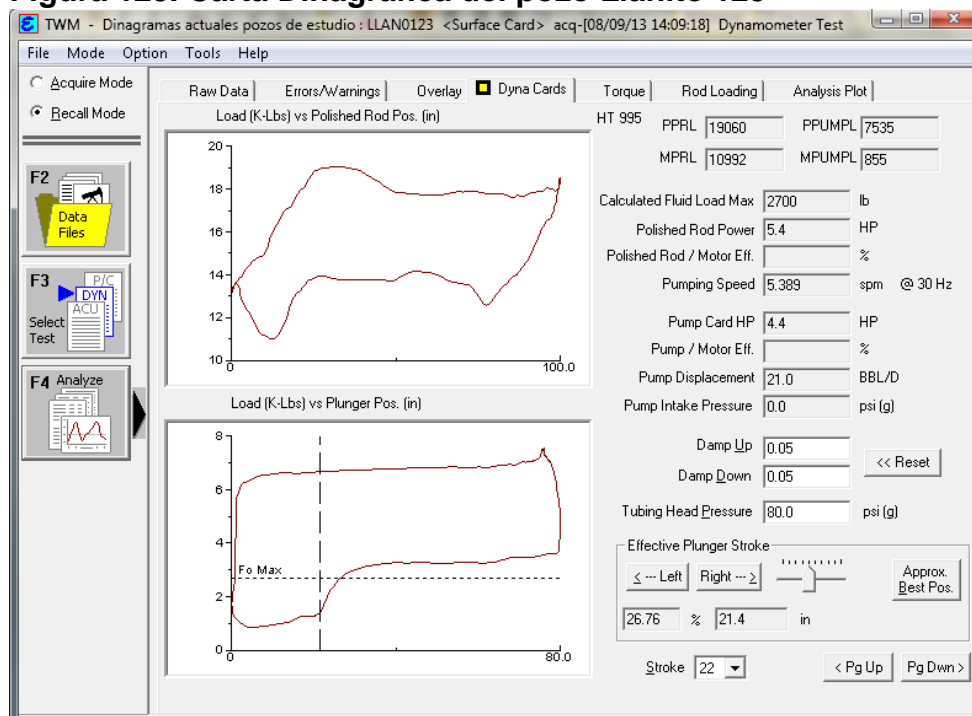 Figura 123. Carta Dinagráfica del pozo Llanito 123
TWM - Dinagramas actuales pozos de estudio : LLAN0123 <Surface Card> acq-[08/09/13 14:09:18] Dynamometer Test
File Mode Option Tools Help
Acquire Mode
Recall Mode
F2
Data
Files
F3
P/C
DYN
ACU
Select
Test
F4 Analyze
Raw Data Errors/Warnings Overlay Dyna Cards Torque Rod Loading Analysis Plot
Load (K-Lbs) vs Polished Rod Pos. (in)
20
18
16
14
12
10
0 100.0
Load (K-Lbs) vs Plunger Pos. (in)
8
6
4
Fo Max
2
0
0 80.0
HT 995
PPRL 19060 PPUMPL 7535
MPRL 10992 MPUMPL 855
Calculated Fluid Load Max 2700 lb
Polished Rod Power 5.4 HP
Polished Rod / Motor Eff. %
Pumping Speed 5.389 spm @ 30 Hz
Pump Card HP 4.4 HP
Pump / Motor Eff. %
Pump Displacement 21.0 BBL/D
Pump Intake Pressure 0.0 psi (g)
Damp Up 0.05
Damp Down 0.05
<< Reset
Tubing Head Pressure 80.0 psi (g)
Effective Plunger Stroke
< --- Left Right --- >
Approx.
Best Pos.
26.76 % 21.4 in
Stroke 22 < Pg Up Pg Dwn >